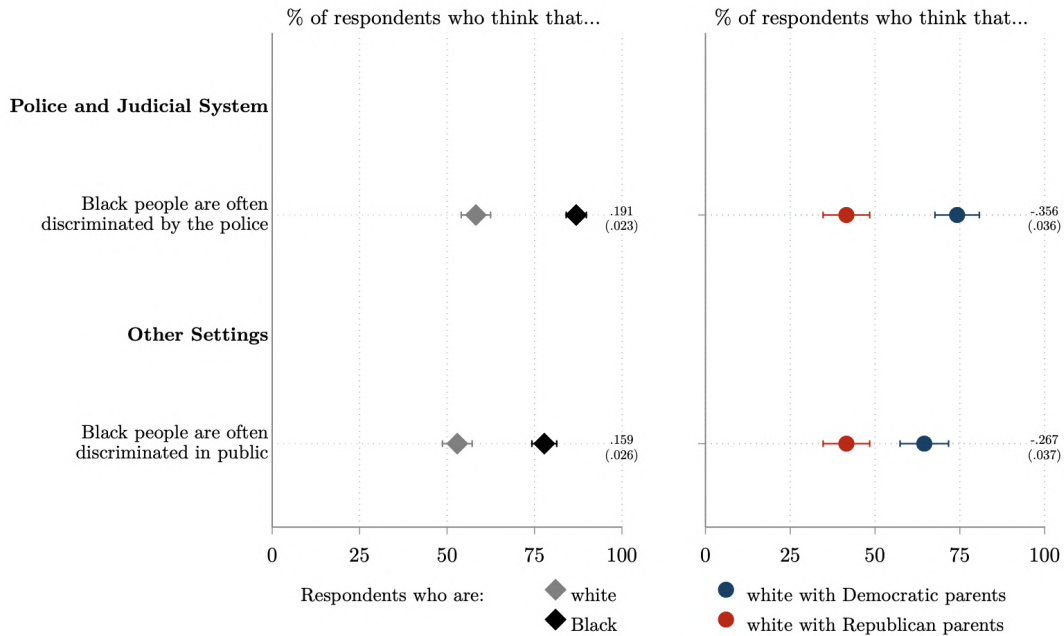 % of respondents who think that...
% of respondents who think that...
Police and Judicial System
Black people are often
discriminated by the police
.191
(.023)
-.356
(.036)
Other Settings
Black people are often
discriminated in public
.159
(.026)
-.267
(.037)
0 25 50 75 100
0 25 50 75 100
Respondents who are:
white
Black
white with Democratic parents
white with Republican parents